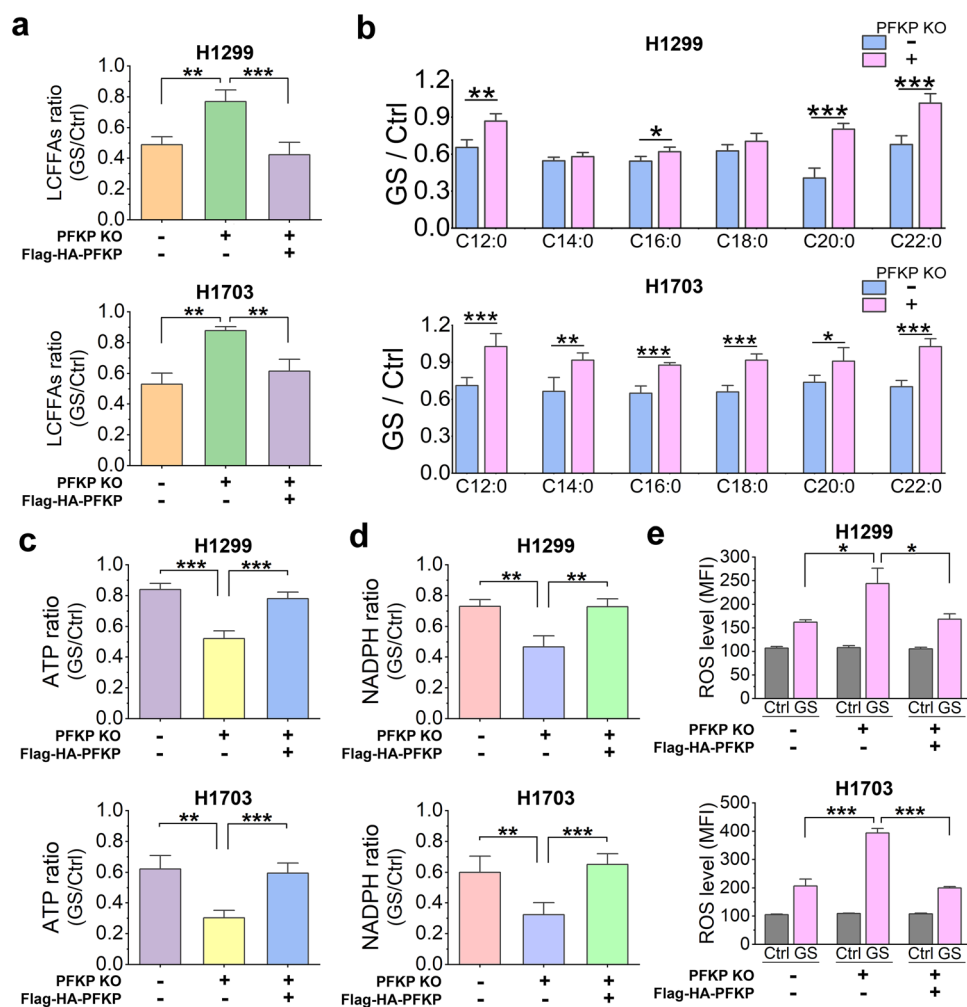 a
H1299
** ***
LCFFAs ratio
(GS/Ctrl)
1.0
0.8
0.6
0.4
0.2
0.0
PFKP KO - + +
Flag-HA-PFKP - - +
H1703
** **
LCFFAs ratio
(GS/Ctrl)
1.0
0.8
0.6
0.4
0.2
0.0
PFKP KO - + +
Flag-HA-PFKP - - +
b
H1299
PFKP KO
-
+
GS / Ctrl
1.2
0.9
0.6
0.3
0.0
** * *** ***
C12:0 C14:0 C16:0 C18:0 C20:0 C22:0
H1703
PFKP KO
-
+
GS / Ctrl
1.2
0.9
0.6
0.3
0.0
*** ** *** *** * ***
C12:0 C14:0 C16:0 C18:0 C20:0 C22:0
c
H1299
*** ***
ATP ratio
(GS/Ctrl)
1.0
0.8
0.6
0.4
0.2
0.0
PFKP KO - + +
Flag-HA-PFKP - - +
H1703
** ***
ATP ratio
(GS/Ctrl)
1.0
0.8
0.6
0.4
0.2
0.0
PFKP KO - + +
Flag-HA-PFKP - - +
d
H1299
** **
NADPH ratio
(GS/Ctrl)
1.0
0.8
0.6
0.4
0.2
0.0
PFKP KO - + +
Flag-HA-PFKP - - +
H1703
** ***
NADPH ratio
(GS/Ctrl)
1.0
0.8
0.6
0.4
0.2
0.0
PFKP KO - + +
Flag-HA-PFKP - - +
e
H1299
* *
ROS level (MFI)
300
250
200
150
100
50
0
Ctrl GS Ctrl GS Ctrl GS
PFKP KO - + +
Flag-HA-PFKP - - +
H1703
*** ***
ROS level (MFI)
500
400
300
200
100
0
Ctrl GS Ctrl GS Ctrl GS
PFKP KO - + +
Flag-HA-PFKP - - +